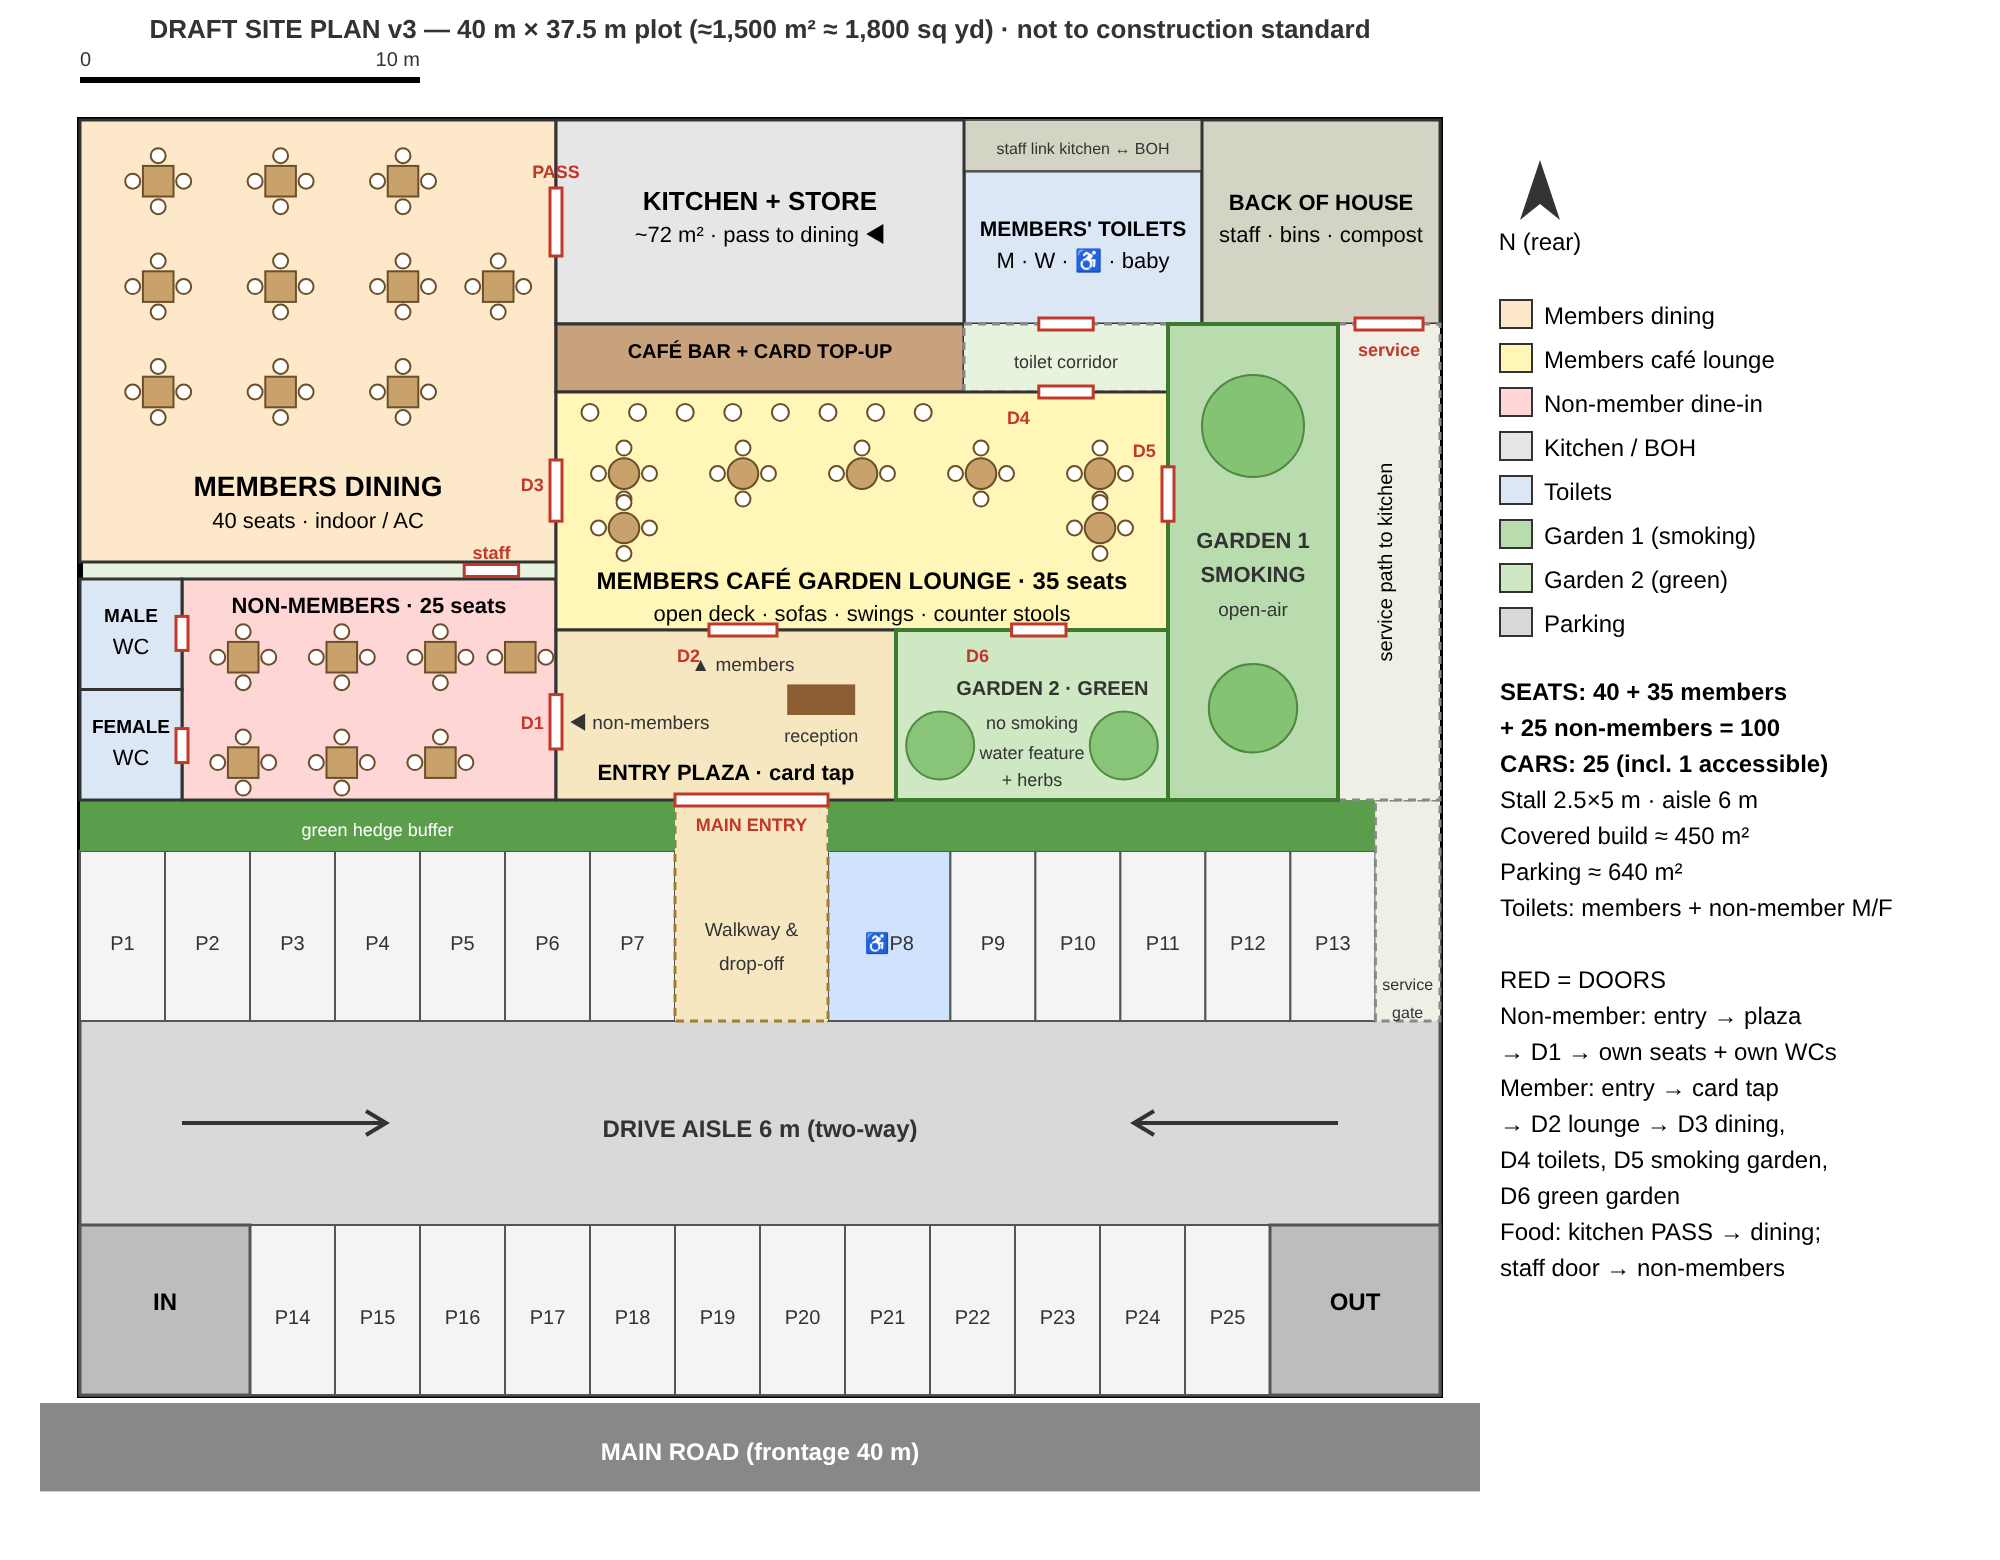 DRAFT SITE PLAN v3 — 40 m × 37.5 m plot (≈1,500 m² ≈ 1,800 sq yd) · not to construction standard
0 10 m
PASS
KITCHEN + STORE
~72 m² · pass to dining ◀
staff link kitchen ↔ BOH
MEMBERS' TOILETS
M · W · ♿ · baby
BACK OF HOUSE
staff · bins · compost
CAFÉ BAR + CARD TOP-UP
toilet corridor
service
D4
D5
D3
MEMBERS DINING
40 seats · indoor / AC
staff
GARDEN 1
SMOKING
open-air
service path to kitchen
MEMBERS CAFÉ GARDEN LOUNGE · 35 seats
open deck · sofas · swings · counter stools
MALE
WC
FEMALE
WC
NON-MEMBERS · 25 seats
D1
D2
▲ members
◀ non-members
reception
ENTRY PLAZA · card tap
D6
GARDEN 2 · GREEN
no smoking
water feature
+ herbs
green hedge buffer
MAIN ENTRY
Walkway &
drop-off
P1 P2 P3 P4 P5 P6 P7 ♿P8 P9 P10 P11 P12 P13
service
gate
DRIVE AISLE 6 m (two-way)
IN
P14 P15 P16 P17 P18 P19 P20 P21 P22 P23 P24 P25
OUT
MAIN ROAD (frontage 40 m)
N (rear)
Members dining
Members café lounge
Non-member dine-in
Kitchen / BOH
Toilets
Garden 1 (smoking)
Garden 2 (green)
Parking
SEATS: 40 + 35 members
+ 25 non-members = 100
CARS: 25 (incl. 1 accessible)
Stall 2.5×5 m · aisle 6 m
Covered build ≈ 450 m²
Parking ≈ 640 m²
Toilets: members + non-member M/F
RED = DOORS
Non-member: entry → plaza
→ D1 → own seats + own WCs
Member: entry → card tap
→ D2 lounge → D3 dining,
D4 toilets, D5 smoking garden,
D6 green garden
Food: kitchen PASS → dining;
staff door → non-members